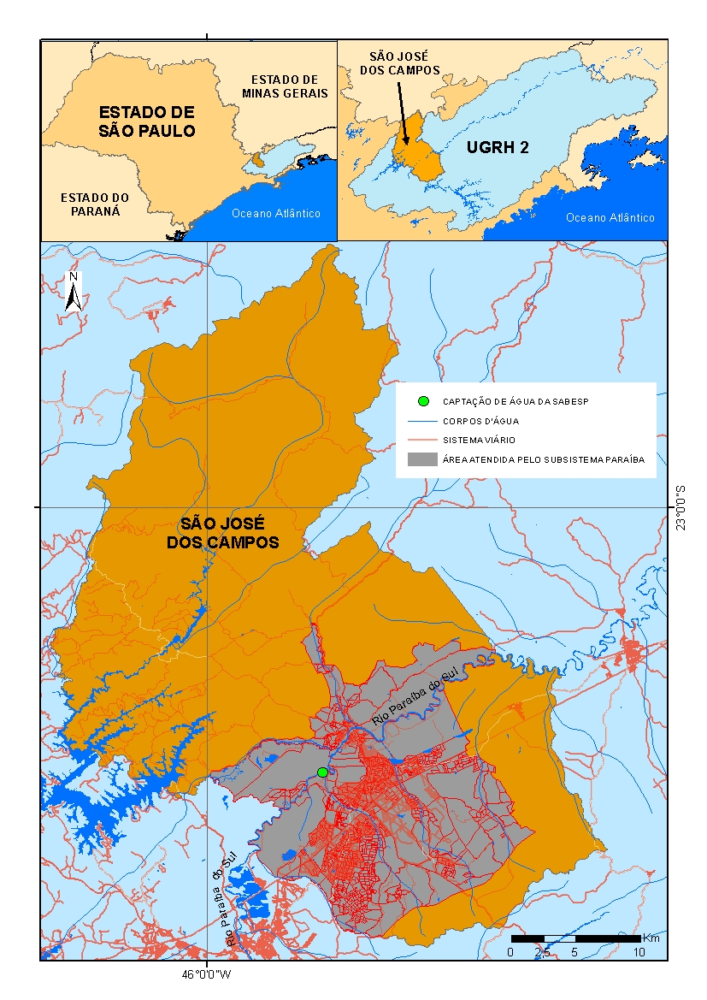 ESTADO DE
MINAS GERAIS
ESTADO DE
SÃO PAULO
ESTADO DO
PARANÁ
Oceano Atlântico
SÃO JOSÉ
DOS CAMPOS
UGRH 2
Oceano Atlântico
N
CAPTAÇÃO DE ÁGUA DA SABESP
CORPOS D'ÁGUA
SISTEMA VIÁRIO
ÁREA ATENDIDA PELO SUBSISTEMA PARAÍBA
23°0'0"S
SÃO JOSÉ
DOS CAMPOS
Rio Paraíba do Sul
Rio Paraíba do Sul
Km
0 2,5 5 10
46°0'0"W